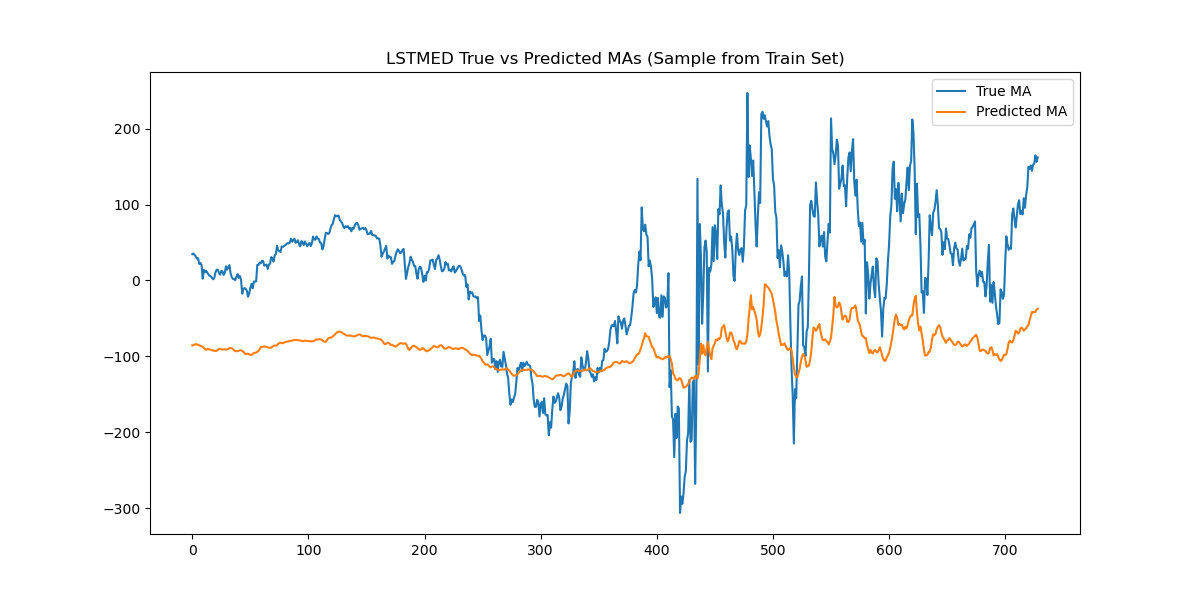 LSTMED True vs Predicted MAs (Sample from Train Set)
True MA
Predicted MA
200
100
0
−100
−200
−300
0 100 200 300 400 500 600 700